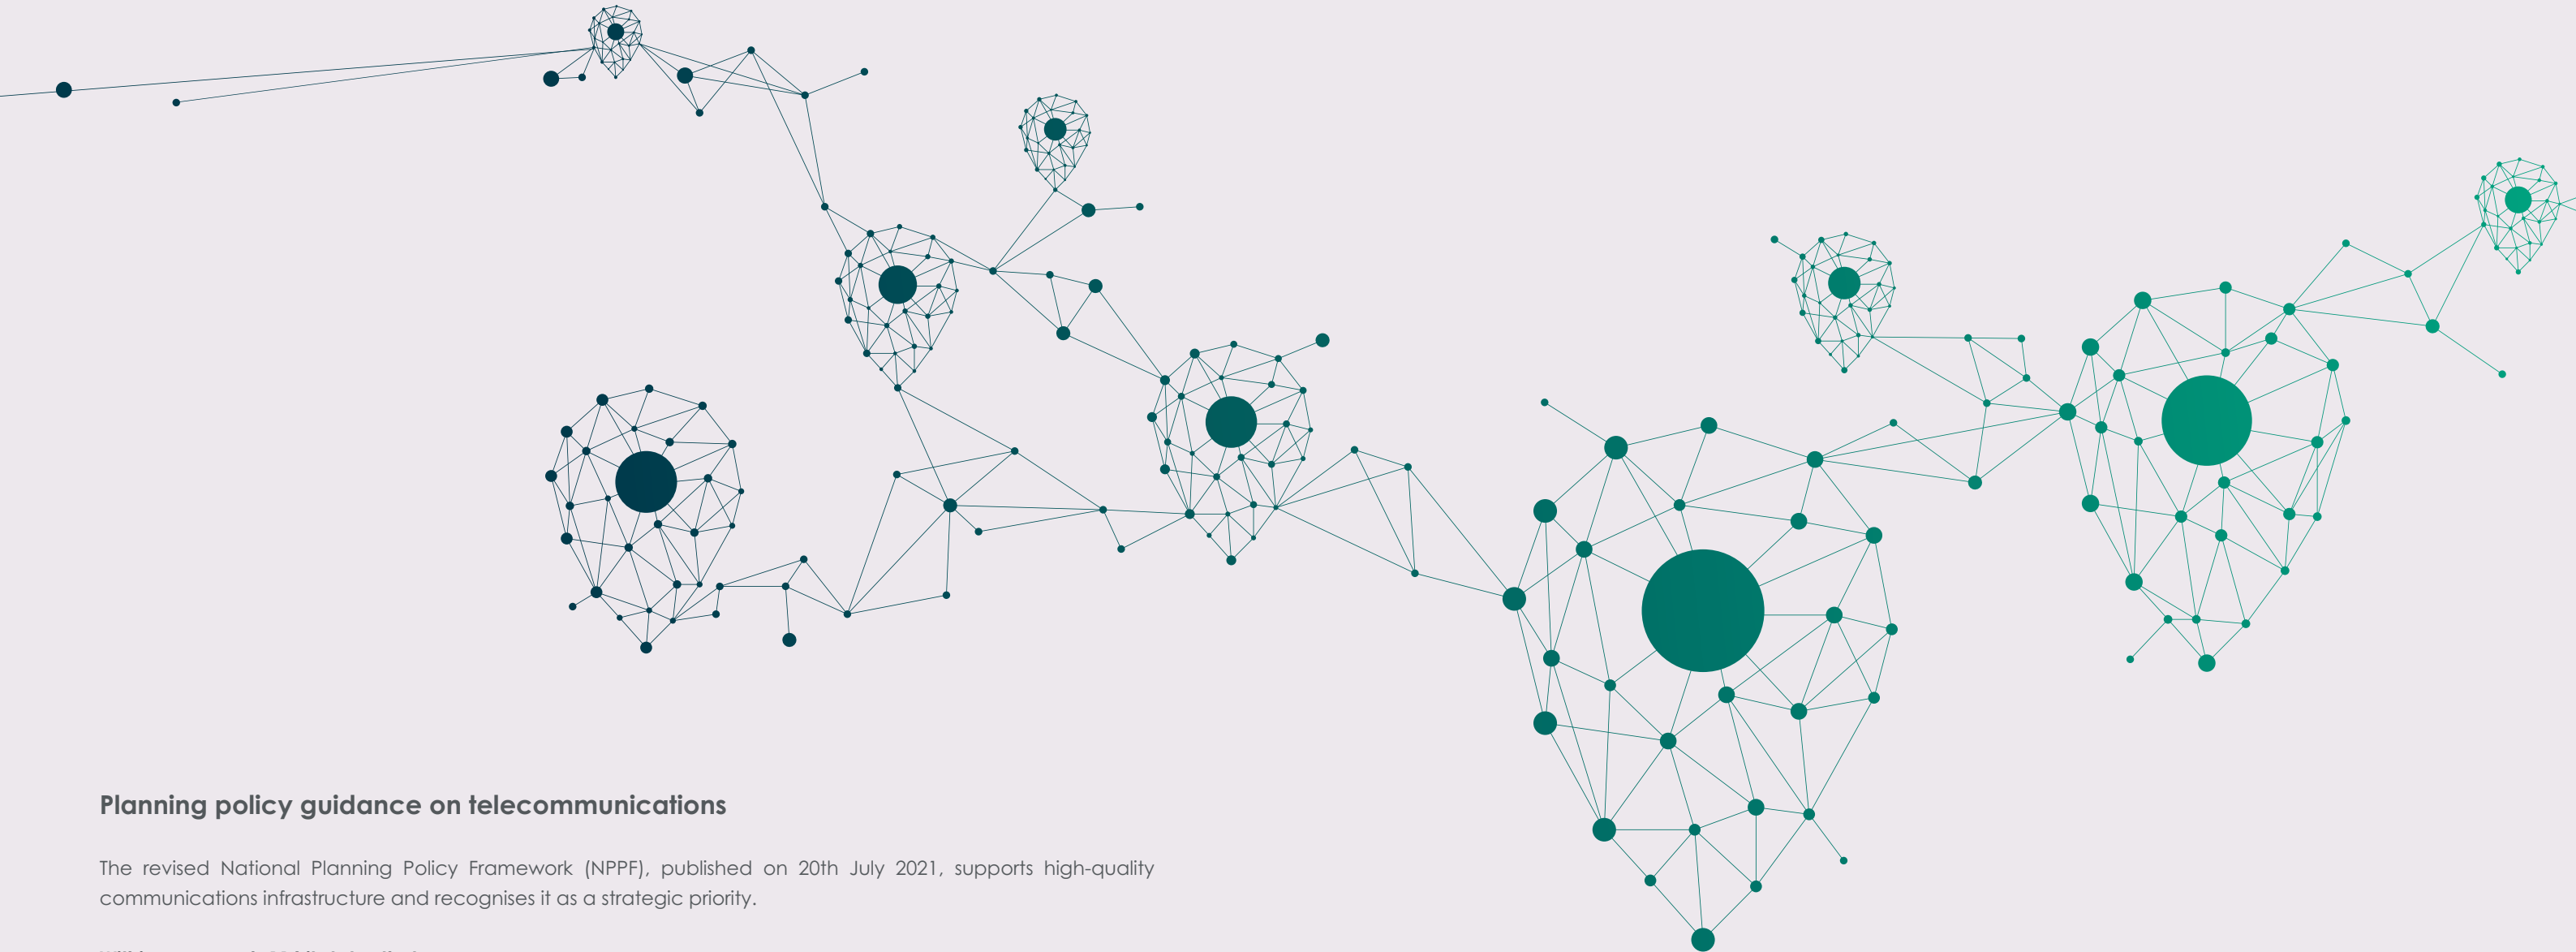 Planning policy guidance on telecommunications
The revised National Planning Policy Framework (NPPF), published on 20th July 2021, supports high-quality
communications infrastructure and recognises it as a strategic priority.